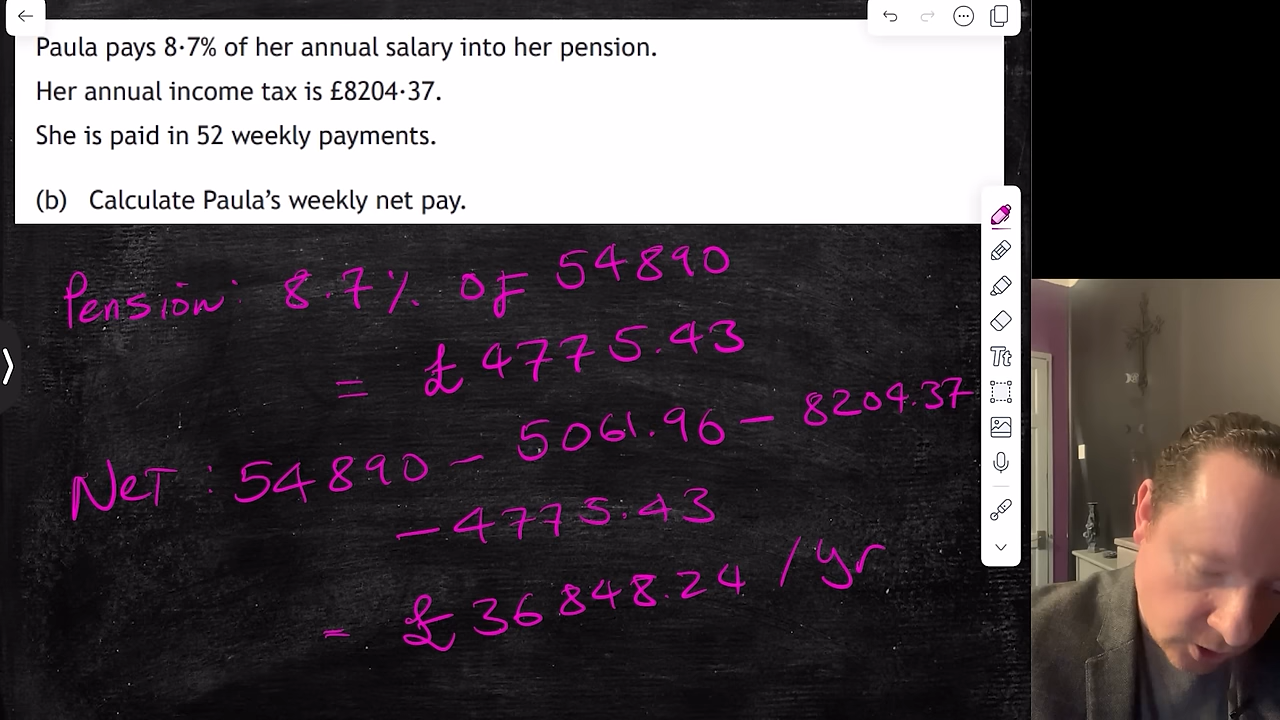 Paula pays 8·7% of her annual salary into her pension.
Her annual income tax is £8204·37.
She is paid in 52 weekly payments.
(b) Calculate Paula's weekly net pay.
Pension: 8.7% of 54890
= £4775.43
Net: 54890 - 5061.96 - 8204.37
- 4775.43
= £36848.24 / yr
Tt